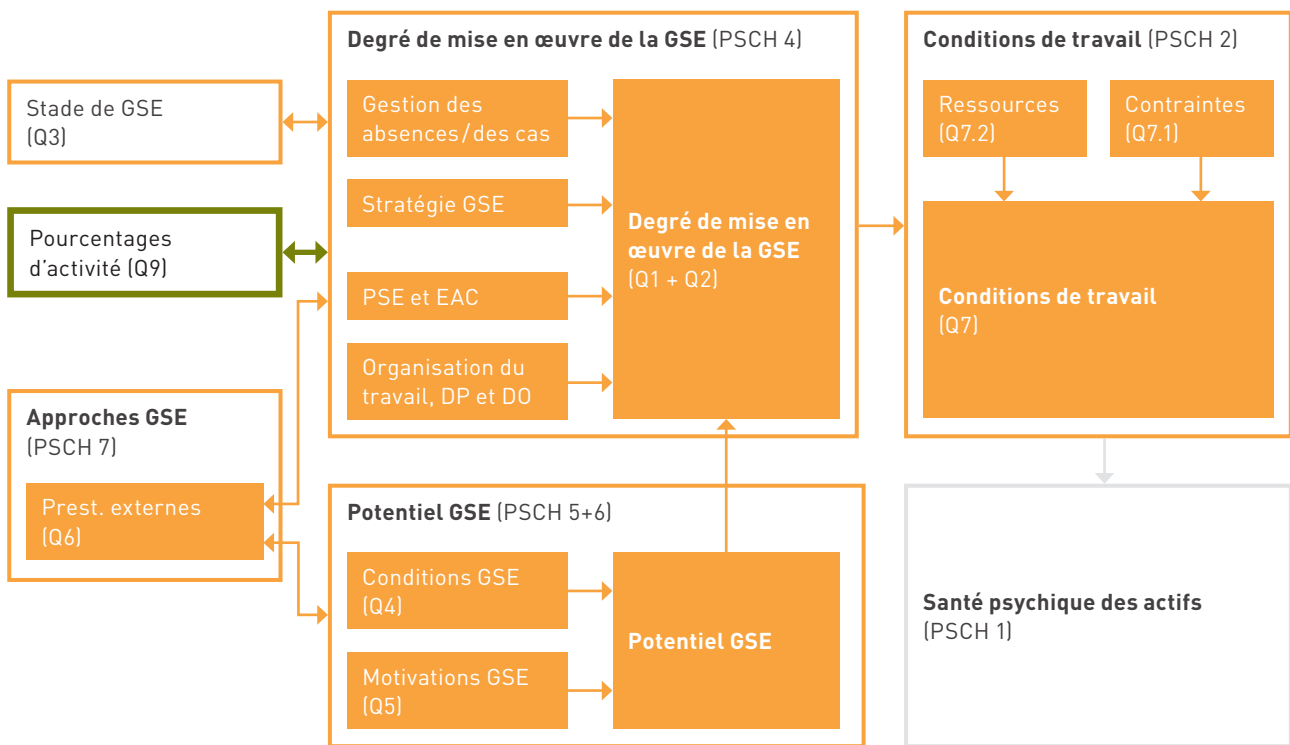 Stade de GSE
(Q3)
Pourcentages
d’activité (Q9)
Approches GSE
(PSCH 7)
Prest. externes
(Q6)
Degré de mise en œuvre de la GSE (PSCH 4)
Gestion des
absences/des cas
Stratégie GSE
PSE et EAC
Organisation du
travail, DP et DO
Degré de mise en
œuvre de la GSE
(Q1 + Q2)
Potentiel GSE (PSCH 5+6)
Conditions GSE
(Q4)
Motivations GSE
(Q5)
Potentiel GSE
Conditions de travail (PSCH 2)
Ressources
(Q7.2)
Contraintes
(Q7.1)
Conditions de travail
(Q7)
Santé psychique des actifs
(PSCH 1)